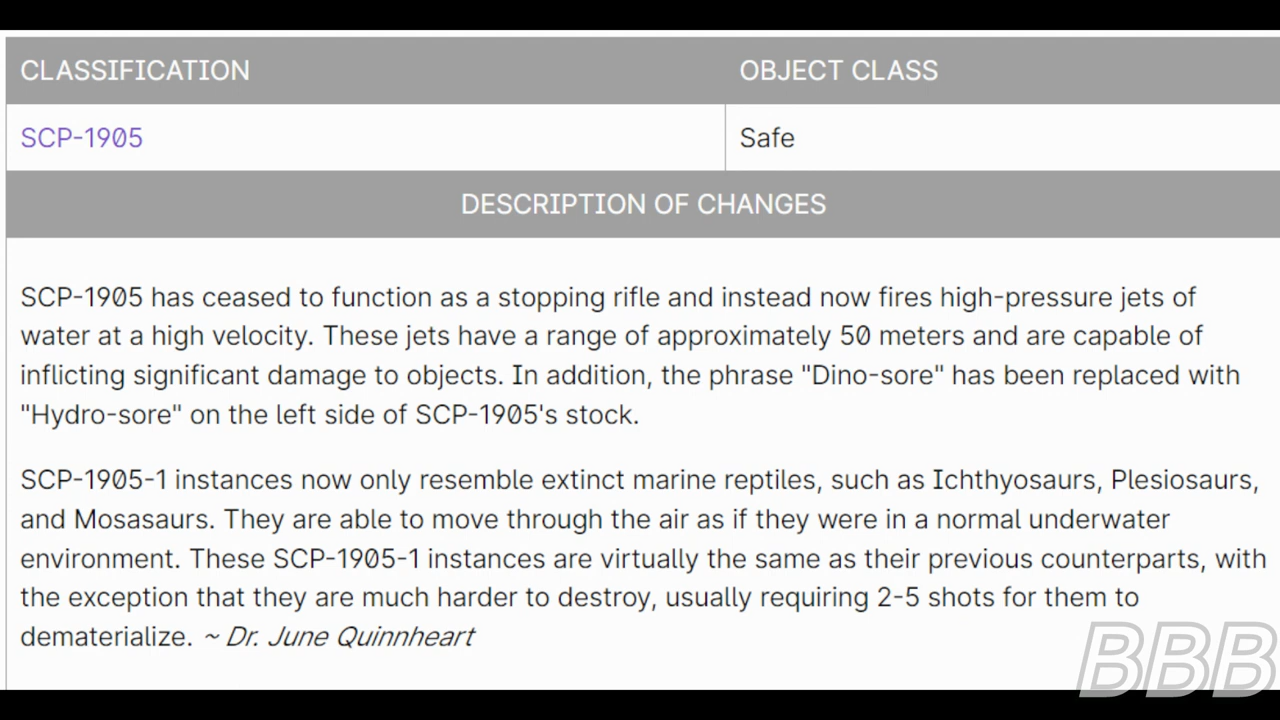 CLASSIFICATION OBJECT CLASS
SCP-1905 Safe
DESCRIPTION OF CHANGES
SCP-1905 has ceased to function as a stopping rifle and instead now fires high-pressure jets of
water at a high velocity. These jets have a range of approximately 50 meters and are capable of
inflicting significant damage to objects. In addition, the phrase "Dino-sore" has been replaced with
"Hydro-sore" on the left side of SCP-1905's stock.
SCP-1905-1 instances now only resemble extinct marine reptiles, such as Ichthyosaurs, Plesiosaurs,
and Mosasaurs. They are able to move through the air as if they were in a normal underwater
environment. These SCP-1905-1 instances are virtually the same as their previous counterparts, with
the exception that they are much harder to destroy, usually requiring 2-5 shots for them to
dematerialize. ~ Dr. June Quinnheart
BBB